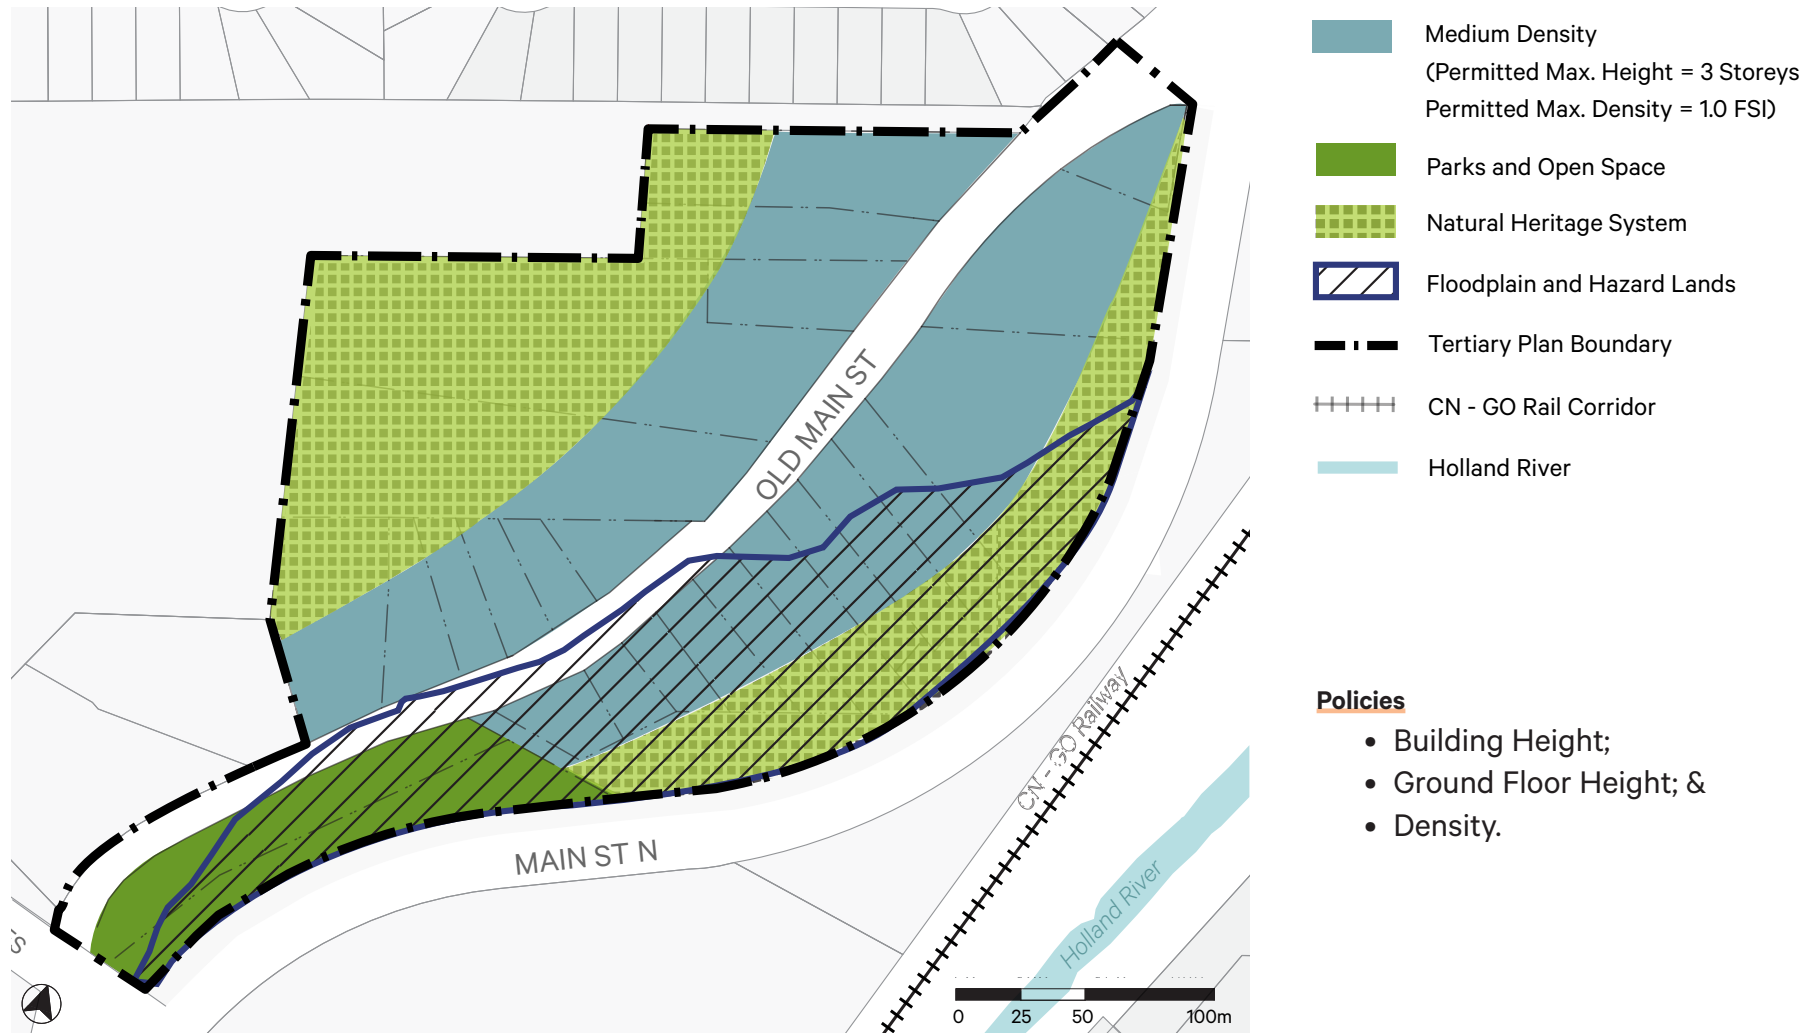 Medium Density
(Permitted Max. Height = 3 Storeys
Permitted Max. Density = 1.0 FSI)
Parks and Open Space
Natural Heritage System
Floodplain and Hazard Lands
Tertiary Plan Boundary
CN - GO Rail Corridor
Holland River
OLD MAIN ST
MAIN ST N
CN - GO Railway
Holland River
'S
0 25 50 100m
Policies
• Building Height;
• Ground Floor Height; &
• Density.